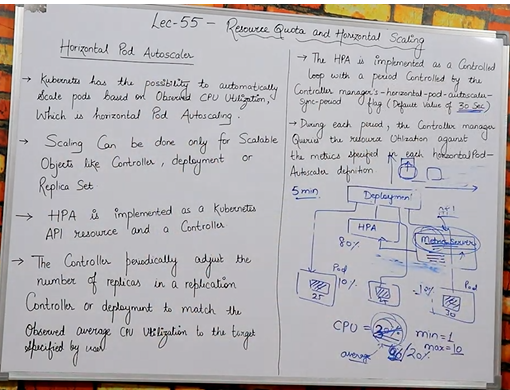 Lec-55 - Resource Quota and Horizontal Scaling
Horizontal Pod Autoscaler
→ Kubernetes has the possibility to automatically
Scale pods based on Observed CPU Utilization,
Which is horizontal Pod Autoscaling.
→ Scaling Can be done only for Scalable
Objects like Controller, deployment or
Replica Set
→ HPA is implemented as a Kubernetes
API resource and a Controller
→ The Controller periodically adjust the
number of replicas in a replication
Controller or deployment to match the
Observed average CPU Utilization to the target
Specified by user
→ The HPA is implemented as a Controlled
loop with a period Controlled by the
Controller manager's-horizontal-pod-autoscaler-
Sync-period flag (Default Value of 30 Sec)
→ During each period, the Controller manager
Queries the resource Utilisation against
the metrics specified in each horizontal Pod-
Autoscaler definition
5 min
Deployment
API
HPA
Metric Server
80%
Pod
10%
Pod
25
30
CPU =
min=1
max=10
average
/20%